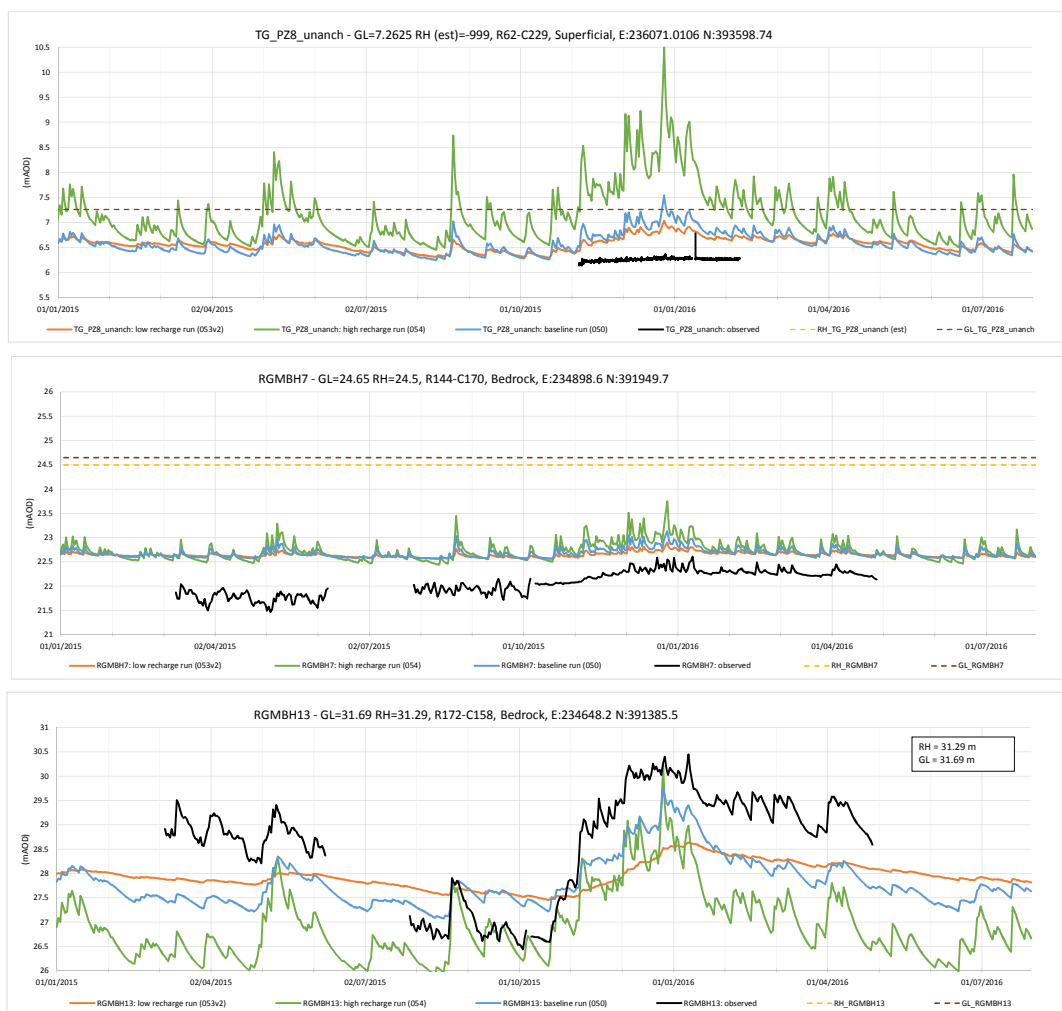 TG_PZ8_unanch - GL=7.2625 RH (est)=-999, R62-C229, Superficial, E:236071.0106 N:393598.74
10.5
10
9.5
9
8.5
8
7.5
7
6.5
6
5.5
(mAOD)
01/01/2015 02/04/2015 02/07/2015 01/10/2015 01/01/2016 01/04/2016 01/07/2016
TG_PZ8_unanch: low recharge run (053v2) TG_PZ8_unanch: high recharge run (054) TG_PZ8_unanch: baseline run (050) TG_PZ8_unanch: observed RH_TG_PZ8_unanch (est) GL_TG_PZ8_unanch
RGMBH7 - GL=24.65 RH=24.5, R144-C170, Bedrock, E:234898.6 N:391949.7
26
25.5
25
24.5
24
23.5
23
22.5
22
21.5
21
(mAOD)
01/01/2015 02/04/2015 02/07/2015 01/10/2015 01/01/2016 01/04/2016 01/07/2016
RGMBH7: low recharge run (053v2) RGMBH7: high recharge run (054) RGMBH7: baseline run (050) RGMBH7: observed RH_RGMBH7 GL_RGMBH7
RGMBH13 - GL=31.69 RH=31.29, R172-C158, Bedrock, E:234648.2 N:391385.5
31
30.5
30
29.5
29
28.5
28
27.5
27
26.5
26
(mAOD)
RH = 31.29 m
GL = 31.69 m
01/01/2015 02/04/2015 02/07/2015 01/10/2015 01/01/2016 01/04/2016 01/07/2016
RGMBH13: low recharge run (053v2) RGMBH13: high recharge run (054) RGMBH13: baseline run (050) RGMBH13: observed RH_RGMBH13 GL_RGMBH13